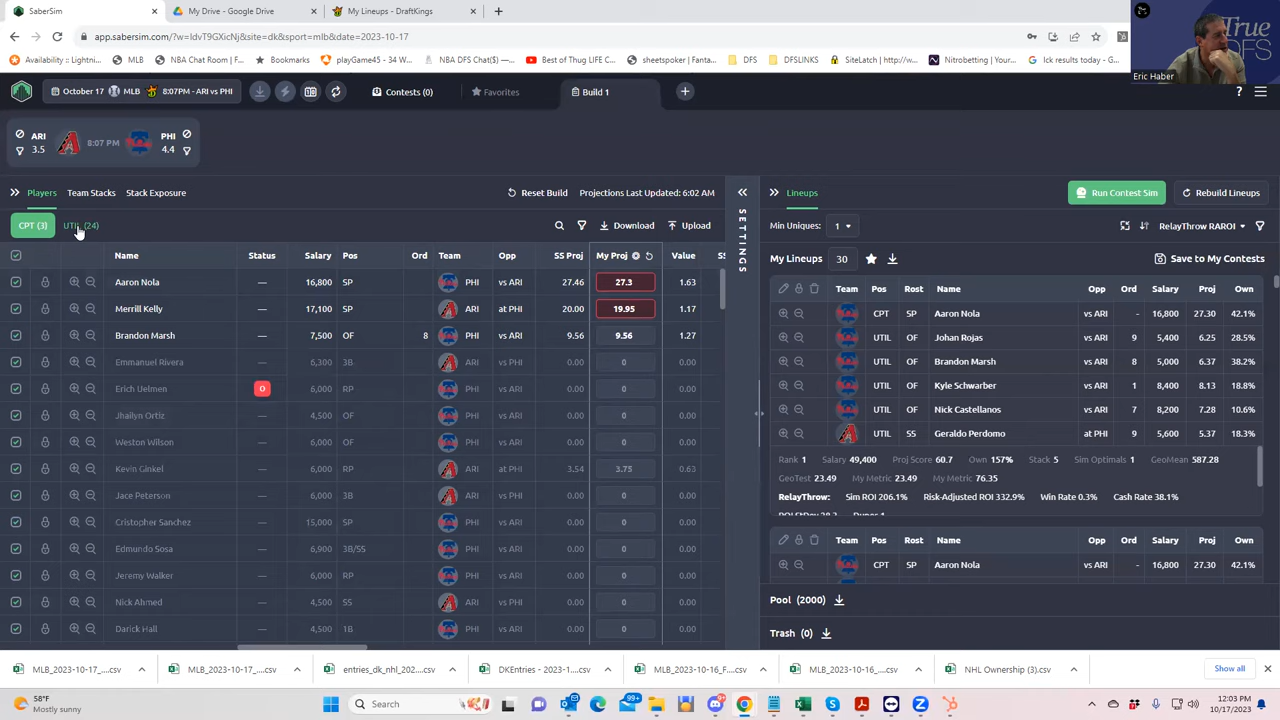 SaberSim
My Drive - Google Drive
My Lineups - DraftKings
app.sabersim.com/?w=ldvT9GXicNj&site=dk&sport=mlb&date=2023-10-17
Availability :: Lightni...
MLB
NBA Chat Room | F...
Bookmarks
playGame45 - 34 W...
NBA DFS Chat($) —...
Best of Thug LIFE C...
sheetspoker | Fanta...
DFS
DFSLINKS
SiteLatch | http://w...
Nitrobetting | You'r...
Ick results today | g...
True
DFS
Eric Haber
October 17 MLB 8:07PM - ARI vs PHI
Contests (0)
Favorites
Build 1
?
ARI 3.5
8:07 PM
PHI 4.4
Players Team Stacks Stack Exposure
Reset Build Projections Last Updated: 6:02 AM
SETTINGS
Lineups
Run Contest Sim
Rebuild Lineups
CPT (3) UTIL (24)
Download Upload
Min Uniques: 1
RelayThrow RAROI
Name Status Salary Pos Ord Team Opp SS Proj My Proj Value SS
Aaron Nola — 16,800 SP PHI vs ARI 27.46 27.3 1.63
Merrill Kelly — 17,100 SP ARI at PHI 20.00 19.95 1.17
Brandon Marsh — 7,500 OF 8 PHI vs ARI 9.56 9.56 1.27
Emmanuel Rivera — 6,300 3B ARI at PHI 0.00 0 0.00
Erich Uelmen O 6,000 RP PHI vs ARI 0.00 0 0.00
Jhailyn Ortiz — 4,500 OF PHI vs ARI 0.00 0 0.00
Weston Wilson — 6,000 OF PHI vs ARI 0.00 0 0.00
Kevin Ginkel — 6,000 RP ARI at PHI 3.54 3.75 0.63
Jace Peterson — 6,000 3B ARI at PHI 0.00 0 0.00
Cristopher Sanchez — 15,000 SP PHI vs ARI 0.00 0 0.00
Edmundo Sosa — 6,900 3B/SS PHI vs ARI 0.00 0 0.00
Jeremy Walker — 6,000 RP PHI vs ARI 0.00 0 0.00
Nick Ahmed — 4,500 SS ARI at PHI 0.00 0 0.00
Darick Hall — 4,500 1B PHI vs ARI 0.00 0 0.00
My Lineups 30
Save to My Contests
Team Pos Rost Name Opp Ord Salary Proj Own
CPT SP Aaron Nola vs ARI - 16,800 27.30 42.1%
UTIL OF Johan Rojas vs ARI 9 5,400 6.25 28.5%
UTIL OF Brandon Marsh vs ARI 8 5,000 6.37 38.2%
UTIL OF Kyle Schwarber vs ARI 1 8,400 8.13 18.8%
UTIL OF Nick Castellanos vs ARI 7 8,200 7.28 10.6%
UTIL SS Geraldo Perdomo at PHI 9 5,600 5.37 18.3%
Rank 1 Salary 49,400 Proj Score 60.7 Own 157% Stack 5 Sim Optimals 1 GeoMean 587.28
GeoTest 23.49 My Metric 23.49 My Metric 76.35
RelayThrow: Sim ROI 206.1% Risk-Adjusted ROI 332.9% Win Rate 0.3% Cash Rate 38.1%
Team Pos Rost Name Opp Ord Salary Proj Own
CPT SP Aaron Nola vs ARI - 16,800 27.30 42.1%
Pool (2000)
Trash (0)
MLB_2023-10-17_....csv
MLB_2023-10-17_....csv
entries_dk_nhl_202....csv
DKEntries - 2023-1....csv
MLB_2023-10-16_F....csv
MLB_2023-10-16_....csv
NHL Ownership (3).csv
Show all
58°F
Mostly sunny
Search
99+
12:03 PM
10/17/2023